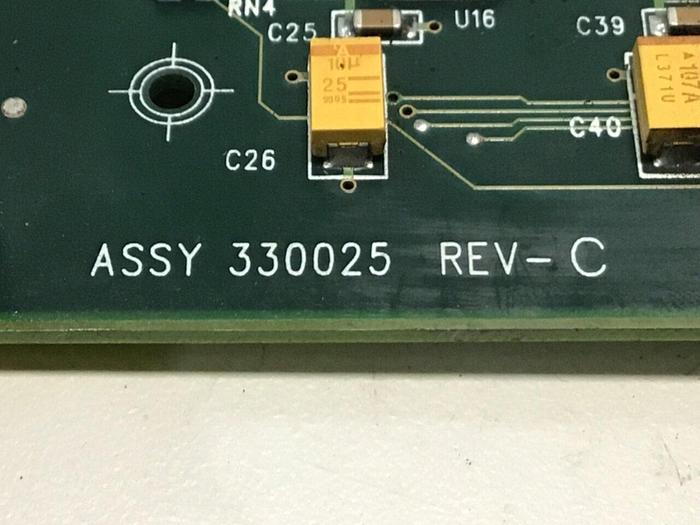 RN4
C25
U16
C39
A
10µ
25
A107A
L371U
C40
C26
ASSY 330025 REV-C